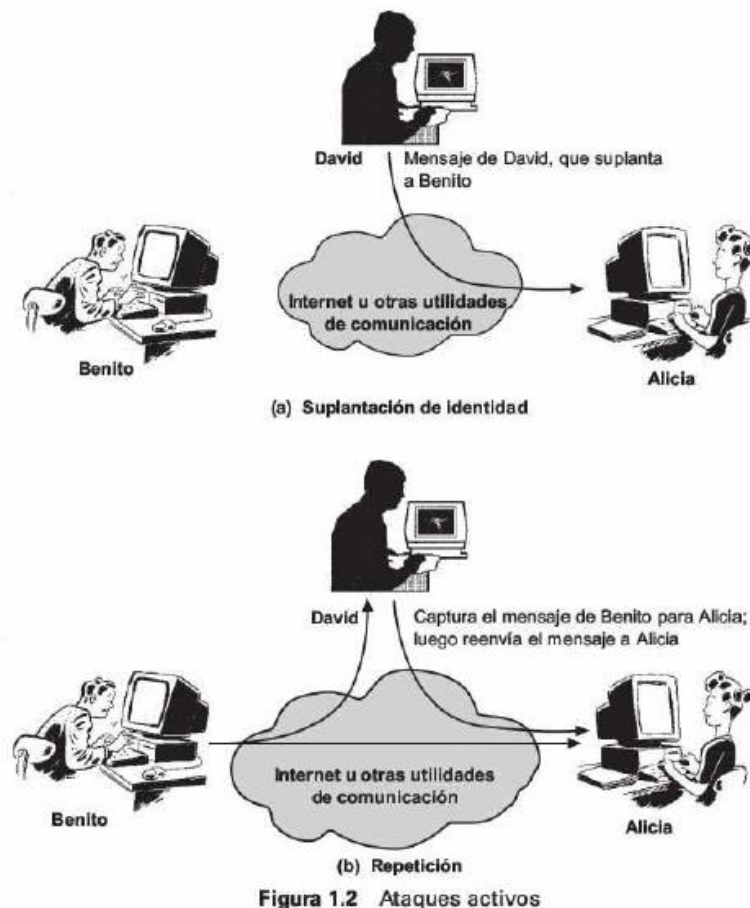 David
Mensaje de David, que suplanta
a Benito
Internet u otras utilidades
de comunicación
Benito
Alicia
(a) Suplantación de identidad
David
Captura el mensaje de Benito para Alicia;
luego reenvía el mensaje a Alicia
Internet u otras utilidades
de comunicación
Benito
Alicia
(b) Repetición
Figura 1.2 Ataques activos